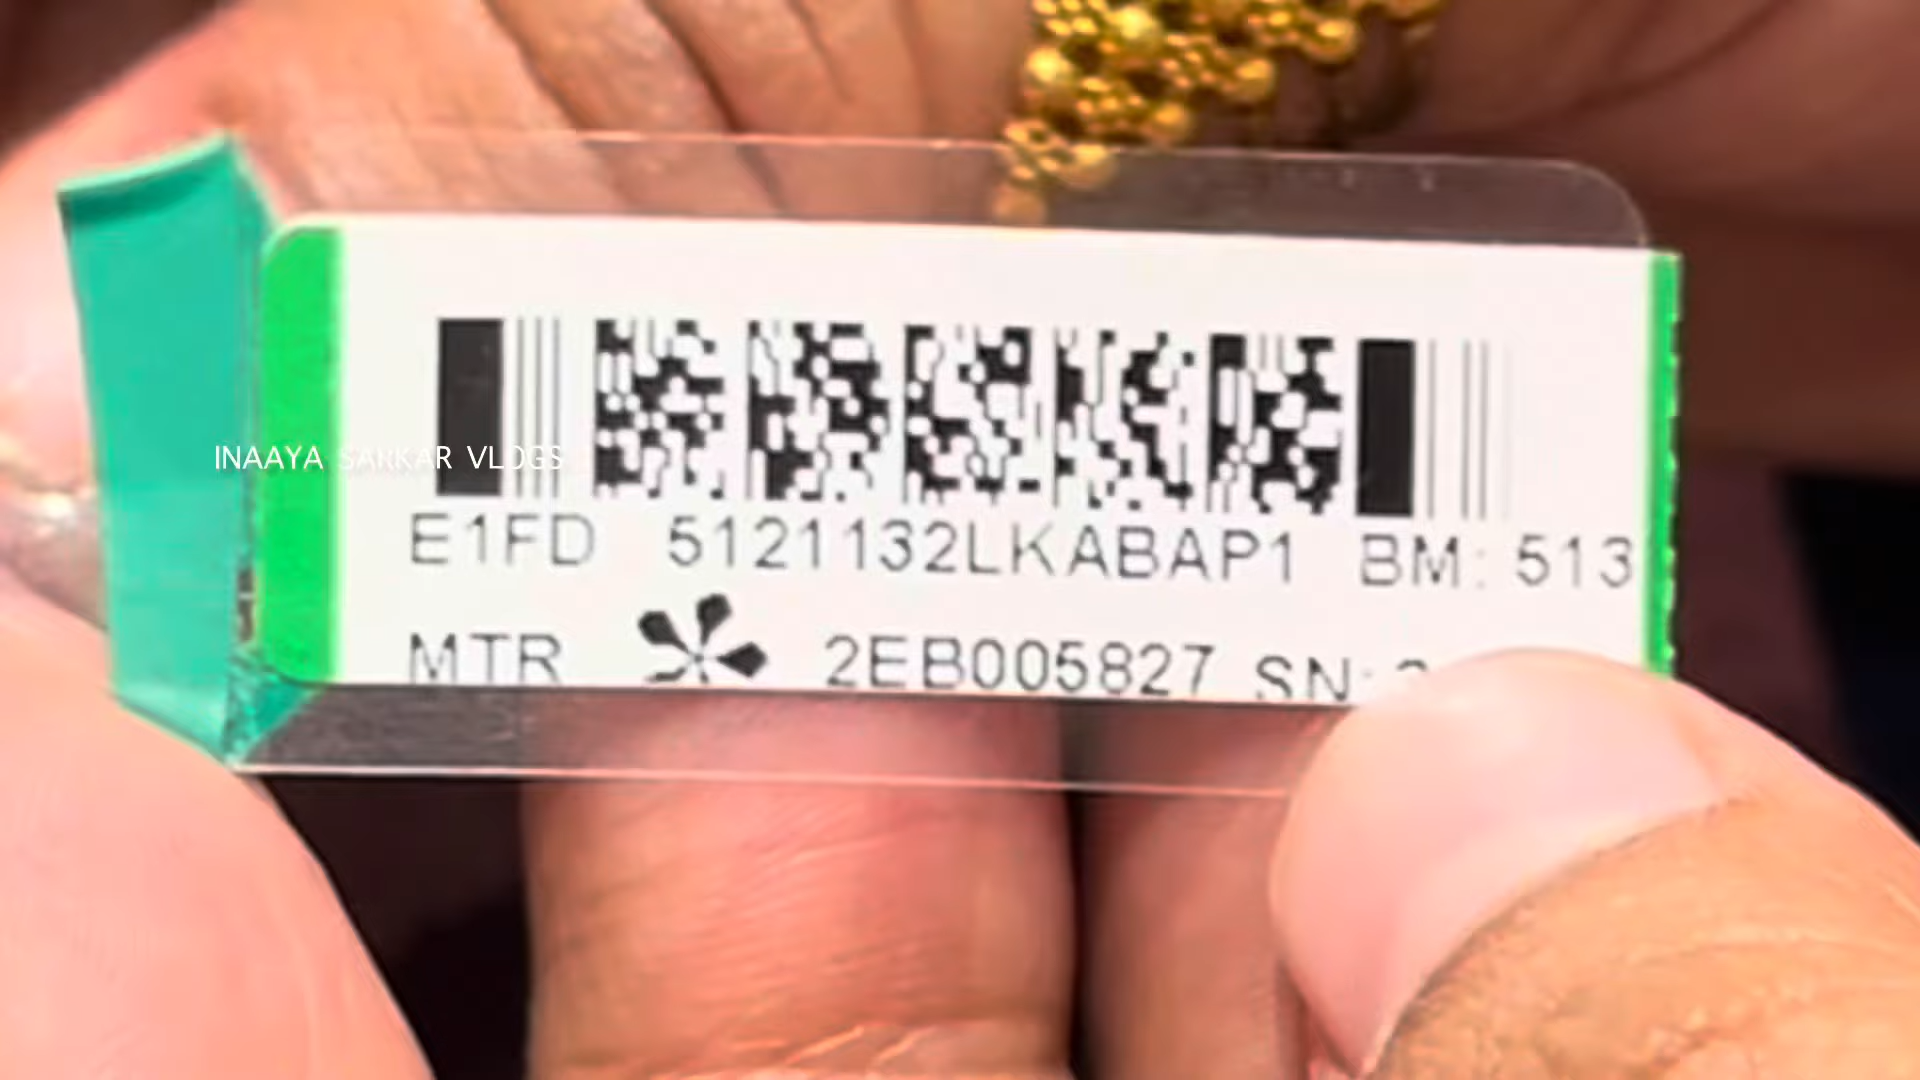 INAAYA SARKAR VLOGS
E1FD 5121132LKABAP1 BM: 513
MTR 2EB005827 SN: